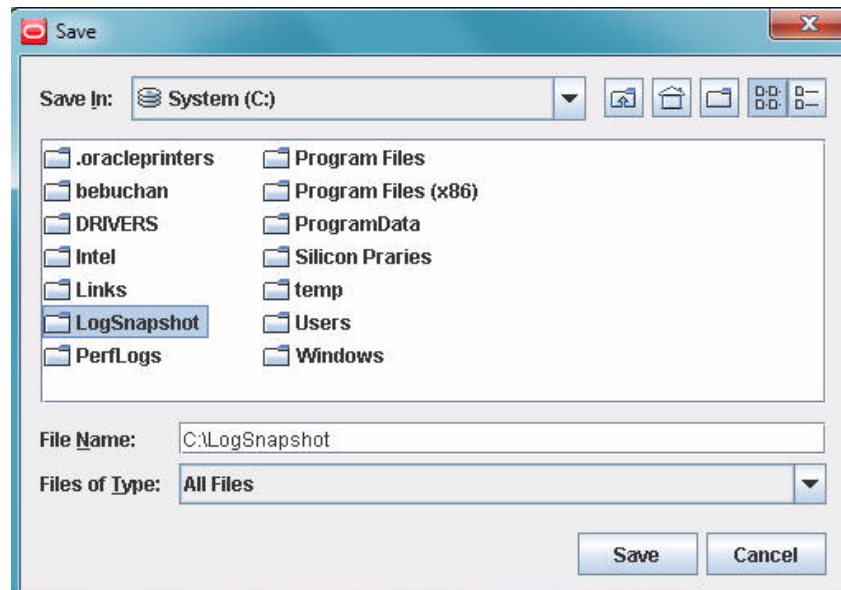 Save
Save In: System (C:)
.oracleprinters
bebuchan
DRIVERS
Intel
Links
LogSnapshot
PerfLogs
Program Files
Program Files (x86)
ProgramData
Silicon Praries
temp
Users
Windows
File Name: C:\LogSnapshot
Files of Type: All Files
Save Cancel